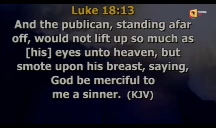 Luke 18:13
And the publican, standing afar
off, would not lift up so much as
[his] eyes unto heaven, but
smote upon his breast, saying,
God be merciful to
me a sinner. (KJV)